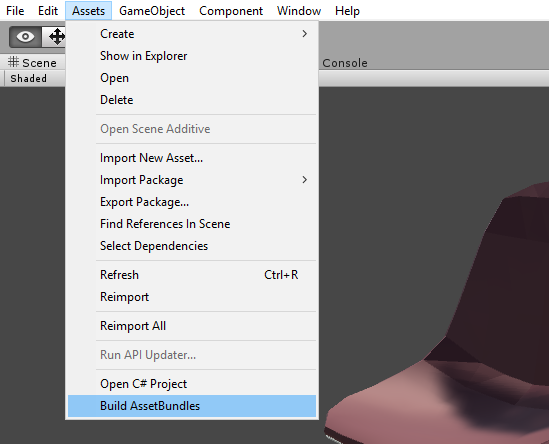 File Edit Assets GameObject Component Window Help
Scene
Console
Shaded
Create
Show in Explorer
Open
Delete
Open Scene Additive
Import New Asset...
Import Package
Export Package...
Find References In Scene
Select Dependencies
Refresh Ctrl+R
Reimport
Reimport All
Run API Updater...
Open C# Project
Build AssetBundles